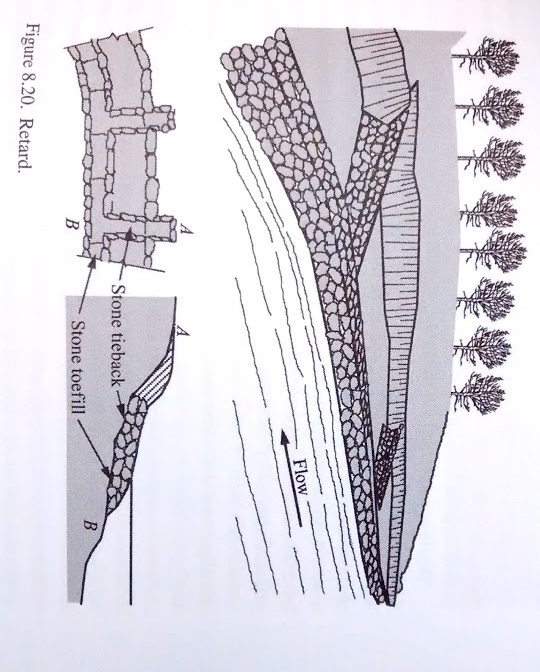 Flow
A
A
Stone tieback
Stone toefill
B
B
Figure 8.20. Retard.